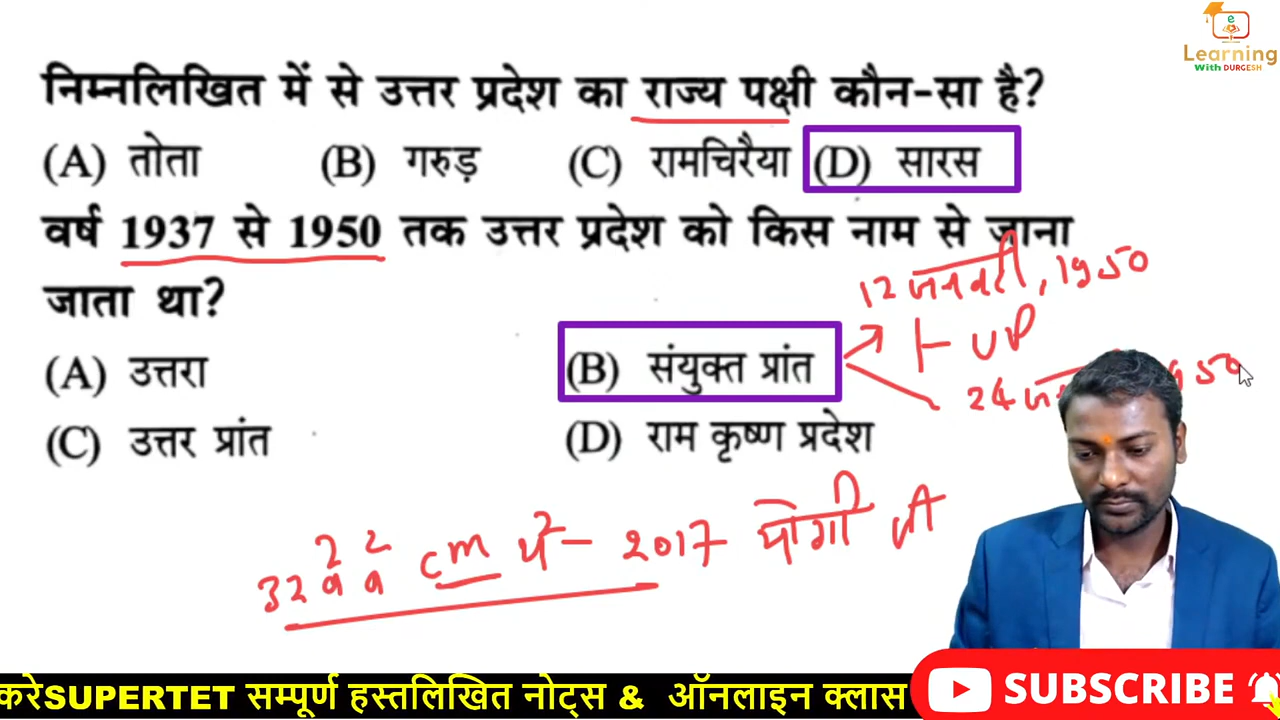 e
Learning
With DURGESH
निम्नलिखित में से उत्तर प्रदेश का राज्य पक्षी कौन-सा है?
(A) तोता (B) गरुड़ (C) रामचिरैया (D) सारस
वर्ष 1937 से 1950 तक उत्तर प्रदेश को किस नाम से जाना
जाता था?
12 जनवरी, 1950
UP
24
(A) उत्तरा (B) संयुक्त प्रांत
(C) उत्तर प्रांत (D) राम कृष्ण प्रदेश
cm थे - 2017 योगी जी
करेSUPERTET सम्पूर्ण हस्तलिखित नोट्स & ऑनलाइन क्लास
SUBSCRIBE